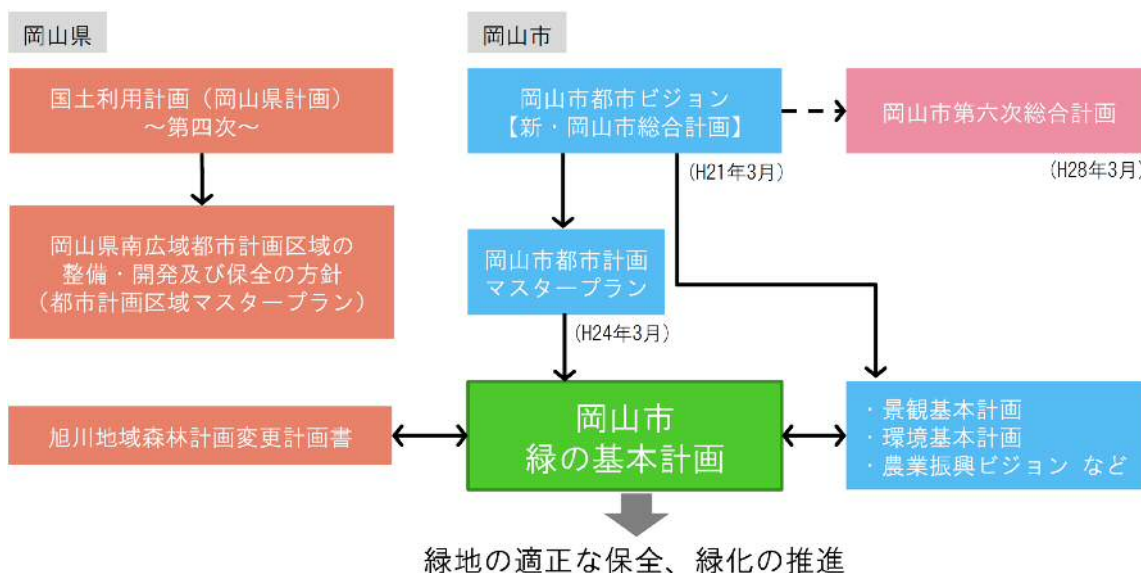 岡山県
国土利用計画（岡山県計画）
～第四次～
岡山県南広域都市計画区域の
整備・開発及び保全の方針
（都市計画区域マスタープラン）
旭川地域森林計画変更計画書
岡山市
岡山市都市ビジョン
【新・岡山市総合計画】
(H21年3月)
岡山市第六次総合計画
(H28年3月)
岡山市都市計画
マスタープラン
(H24年3月)
岡山市
緑の基本計画
・景観基本計画
・環境基本計画
・農業振興ビジョン など
緑地の適正な保全、緑化の推進